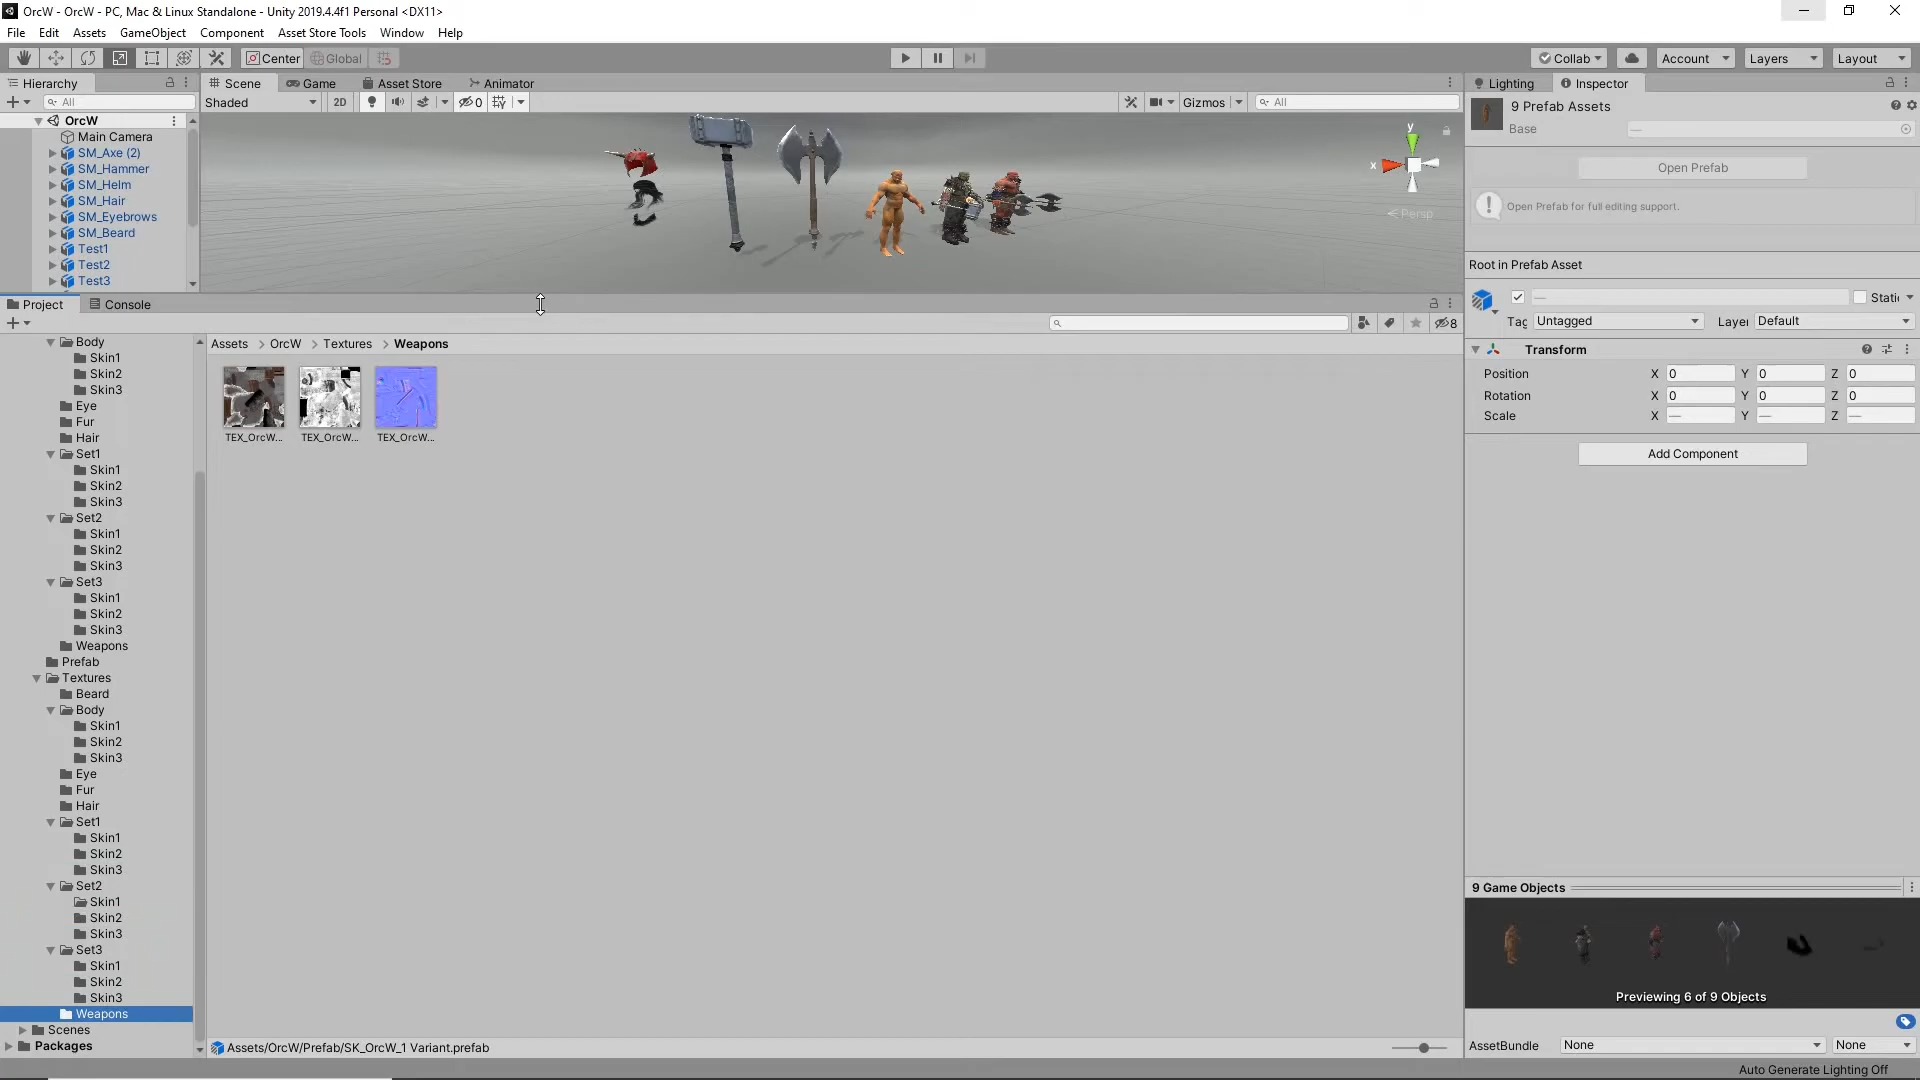 OrcW - OrcW - PC, Mac & Linux Standalone - Unity 2019.4.4f1 Personal <DX11>
File Edit Assets GameObject Component Asset Store Tools Window Help
Center Global Collab Account Layers Layout
Hierarchy
All
OrcW
Main Camera
SM_Axe (2)
SM_Hammer
SM_Helm
SM_Hair
SM_Eyebrows
SM_Beard
Test1
Test2
Test3
Scene Game Asset Store Animator
Shaded 2D 0 Gizmos All
y
x
Persp
Project Console
8
Body
Skin1
Skin2
Skin3
Eye
Fur
Hair
Set1
Skin1
Skin2
Skin3
Set2
Skin1
Skin2
Skin3
Set3
Skin1
Skin2
Skin3
Weapons
Prefab
Textures
Beard
Body
Skin1
Skin2
Skin3
Eye
Fur
Hair
Set1
Skin1
Skin2
Skin3
Set2
Skin1
Skin2
Skin3
Set3
Skin1
Skin2
Skin3
Weapons
Scenes
Packages
Assets > OrcW > Textures > Weapons
TEX_OrcW... TEX_OrcW... TEX_OrcW...
Assets/OrcW/Prefab/SK_OrcW_1 Variant.prefab
Lighting Inspector
9 Prefab Assets
Base —
Open Prefab
Open Prefab for full editing support.
Root in Prefab Asset
— Stati
Tag Untagged Layer Default
Transform
Position X 0 Y 0 Z 0
Rotation X 0 Y 0 Z 0
Scale X — Y — Z —
Add Component
9 Game Objects
Previewing 6 of 9 Objects
AssetBundle None None
Auto Generate Lighting Off